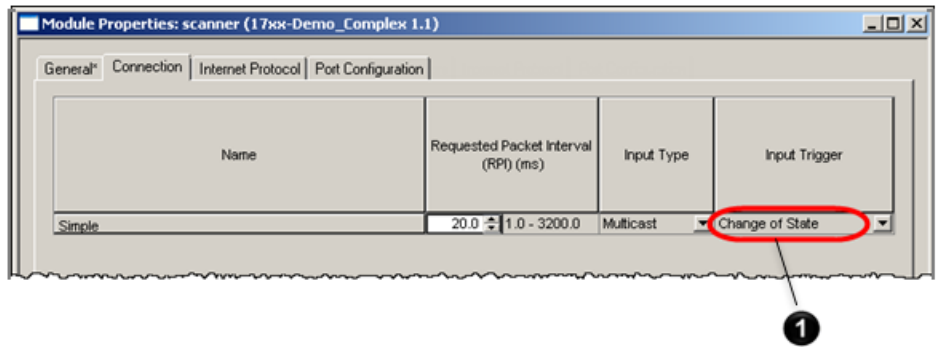 Module Properties: scanner (17xx-Demo_Complex 1.1)
General* Connection Internet Protocol Port Configuration
Name Requested Packet Interval (RPI) (ms) Input Type Input Trigger
Simple 20.0 1.0 - 3200.0 Multicast Change of State
1